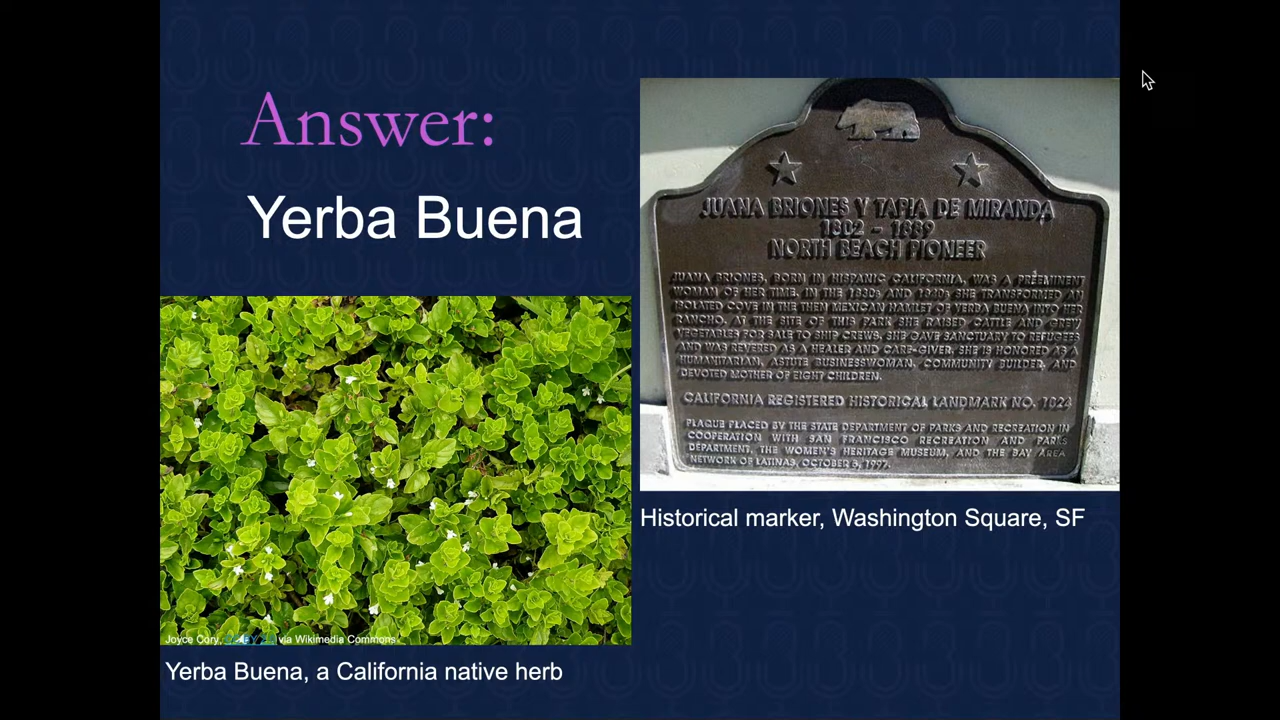 Answer:
Yerba Buena
JUANA BRIONES Y TAPIA DE MIRANDA
1802 – 1889
NORTH BEACH PIONEER
JUANA BRIONES, BORN IN HISPANIC CALIFORNIA, WAS A PREEMINENT
WOMAN OF HER TIME. IN THE 1830s AND 1840s SHE TRANSFORMED AN
ISOLATED COVE IN THE THEN MEXICAN HAMLET OF YERBA BUENA INTO HER
RANCHO. AT THE SITE OF THIS PARK SHE RAISED CATTLE AND GREW
VEGETABLES FOR SALE TO SHIP CREWS. SHE GAVE SANCTUARY TO REFUGEES
AND WAS REVERED AS A HEALER AND CARE-GIVER. SHE IS HONORED AS A
HUMANITARIAN, ASTUTE BUSINESSWOMAN, COMMUNITY BUILDER, AND
DEVOTED MOTHER OF EIGHT CHILDREN.
CALIFORNIA REGISTERED HISTORICAL LANDMARK NO. 1024
PLAQUE PLACED BY THE STATE DEPARTMENT OF PARKS AND RECREATION IN
COOPERATION WITH SAN FRANCISCO RECREATION AND PARKS
DEPARTMENT, THE WOMEN'S HERITAGE MUSEUM, AND THE BAY AREA
NETWORK OF LATINAS, OCTOBER 5, 1997.
Historical marker, Washington Square, SF
Joyce Cory, via Wikimedia Commons
Yerba Buena, a California native herb